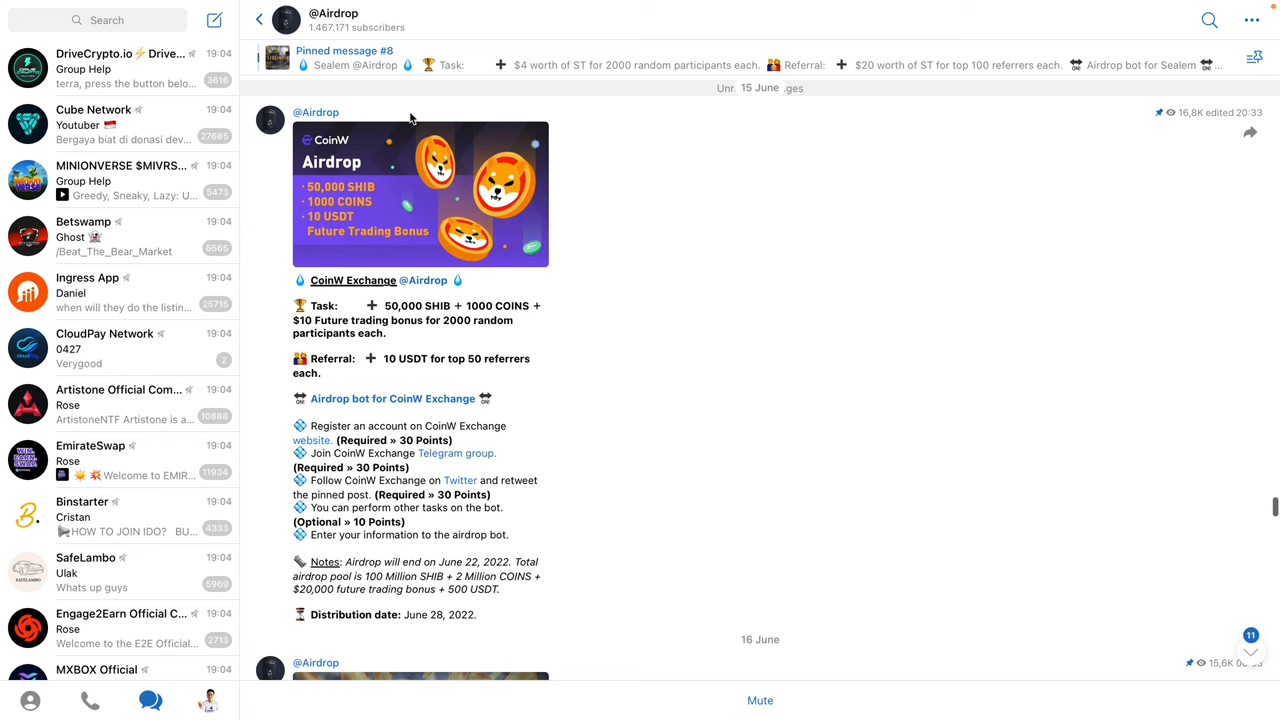 Search
DriveCrypto.io⚡Drive...
19:04
Group Help
terra, press the button belo...
3616
Cube Network
19:04
Youtuber
Bergaya biat di donasi dev...
27685
MINIONVERSE $MIVRS...
19:04
Group Help
Greedy, Sneaky, Lazy: U...
5473
Betswamp
19:04
Ghost
/Beat_The_Bear_Market
6565
Ingress App
19:04
Daniel
when will they do the listin...
25715
CloudPay Network
19:04
0427
Verygood
2
Artistone Official Com...
19:04
Rose
ArtistoneNTF Artistone is a...
10888
EmirateSwap
19:04
Rose
Welcome to EMIR...
11934
Binstarter
19:04
Cristan
HOW TO JOIN IDO? BU...
4333
SafeLambo
19:04
Ulak
Whats up guys
5969
Engage2Earn Official C...
19:04
Rose
Welcome to the E2E Official...
2713
MXBOX Official
19:04
@Airdrop
1.467.171 subscribers
Pinned message #8
💧 Sealem @Airdrop 💧 🏆 Task: ➕ $4 worth of ST for 2000 random participants each. Referral: ➕ $20 worth of ST for top 100 referrers each. Airdrop bot for Sealem ...
15 June
@Airdrop
16,8K edited 20:33
CoinW
Airdrop
· 50,000 SHIB
· 1000 COINS
· 10 USDT
Future Trading Bonus
💧 CoinW Exchange @Airdrop 💧
🏆 Task: ➕ 50,000 SHIB + 1000 COINS +
$10 Future trading bonus for 2000 random
participants each.
Referral: ➕ 10 USDT for top 50 referrers
each.
Airdrop bot for CoinW Exchange
Register an account on CoinW Exchange
website. (Required » 30 Points)
Join CoinW Exchange Telegram group.
(Required » 30 Points)
Follow CoinW Exchange on Twitter and retweet
the pinned post. (Required » 30 Points)
You can perform other tasks on the bot.
(Optional » 10 Points)
Enter your information to the airdrop bot.
Notes: Airdrop will end on June 22, 2022. Total
airdrop pool is 100 Million SHIB + 2 Million COINS +
$20,000 future trading bonus + 500 USDT.
⏳ Distribution date: June 28, 2022.
16 June
11
@Airdrop
15,6K
Mute